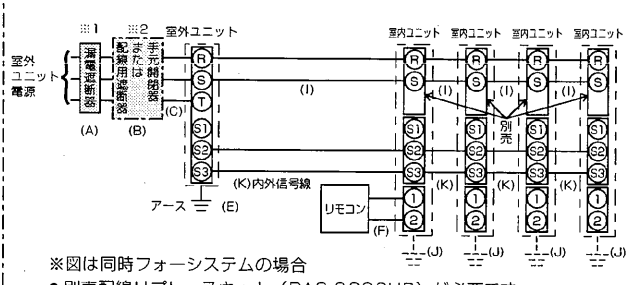 ※1
※2
室外ユニット
室内ユニット
室内ユニット
室内ユニット
室内ユニット
室外
ユニット
電源
漏電遮断器
手元開閉器
または
配線用遮断器
(A)
(B)
(C)
R
S
T
S1
S2
S3
(I)
R
S
(I)
R
S
(I)
R
S
(I)
R
S
別売
S1
S2
S3
S1
S2
S3
S1
S2
S3
S1
S2
S3
(K)内外信号線
(K)
(K)
(K)
アース
(E)
リモコン
(F)
1
2
1
2
1
2
1
2
(J)
(J)
(J)
(J)
※図は同時フォーシステムの場合